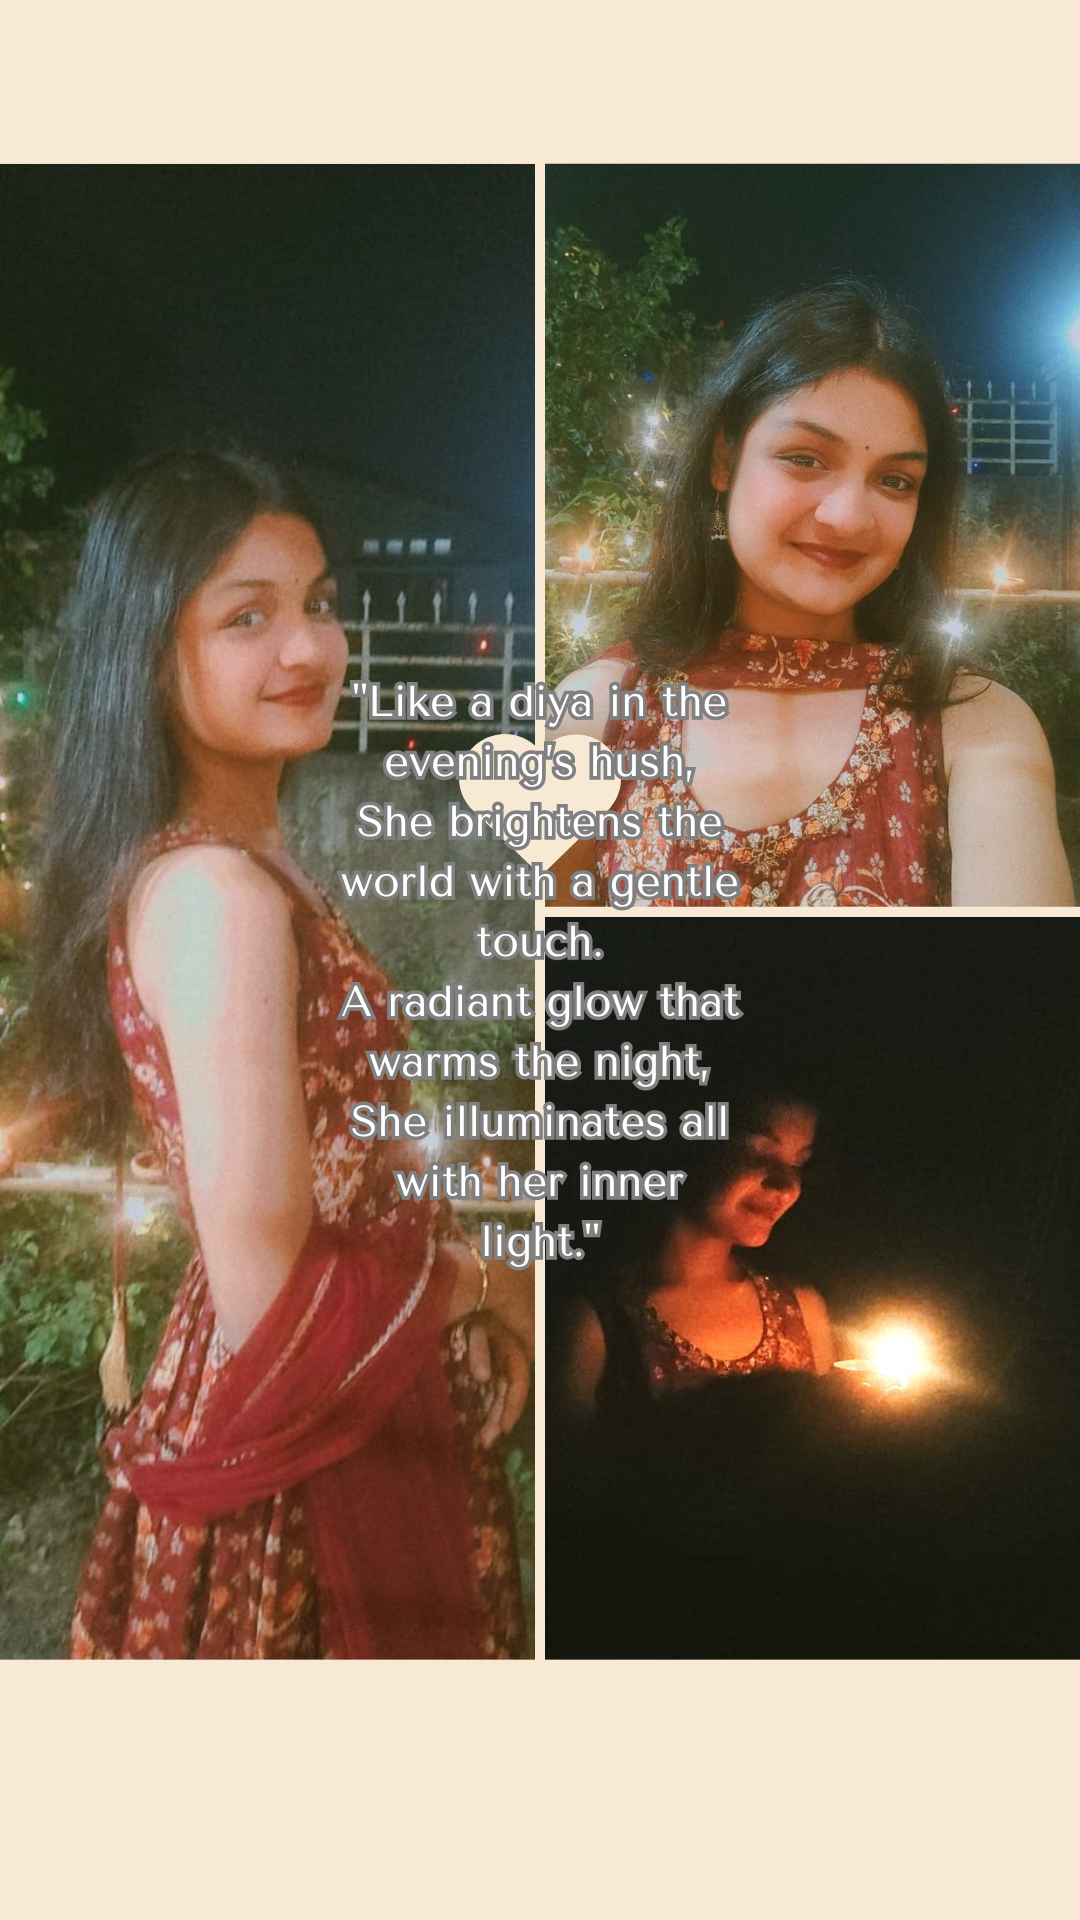 "Like a diya in the
evening's hush,
She brightens the
world with a gentle
touch.
A radiant glow that
warms the night,
She illuminates all
with her inner
light."